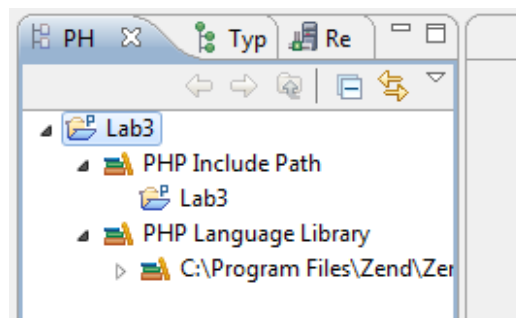 PH Typ Re
Lab3
PHP Include Path
Lab3
PHP Language Library
C:\Program Files\Zend\Zer